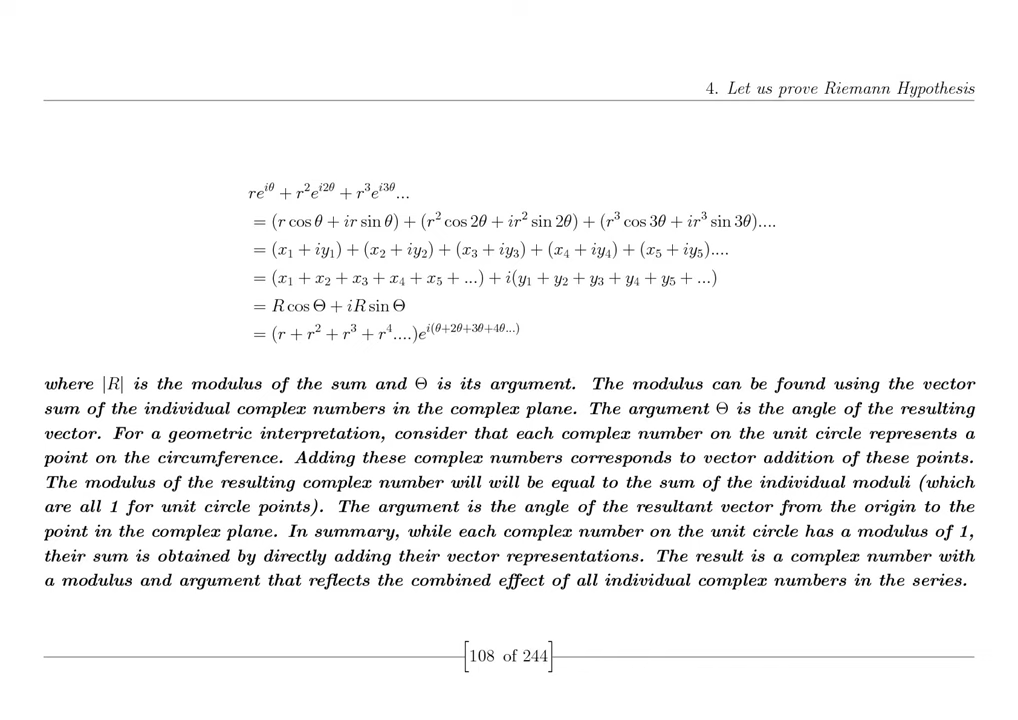 4. Let us prove Riemann Hypothesis
re^{iθ} + r^2e^{i2θ} + r^3e^{i3θ}...
= (r cos θ + ir sin θ) + (r^2 cos 2θ + ir^2 sin 2θ) + (r^3 cos 3θ + ir^3 sin 3θ)....
= (x_1 + iy_1) + (x_2 + iy_2) + (x_3 + iy_3) + (x_4 + iy_4) + (x_5 + iy_5)....
= (x_1 + x_2 + x_3 + x_4 + x_5 + ...) + i(y_1 + y_2 + y_3 + y_4 + y_5 + ...)
= R cos Θ + iR sin Θ
= (r + r^2 + r^3 + r^4....)e^{i(θ+2θ+3θ+4θ...)}
where |R| is the modulus of the sum and Θ is its argument. The modulus can be found using the vector
sum of the individual complex numbers in the complex plane. The argument Θ is the angle of the resulting
vector. For a geometric interpretation, consider that each complex number on the unit circle represents a
point on the circumference. Adding these complex numbers corresponds to vector addition of these points.
The modulus of the resulting complex number will will be equal to the sum of the individual moduli (which
are all 1 for unit circle points). The argument is the angle of the resultant vector from the origin to the
point in the complex plane. In summary, while each complex number on the unit circle has a modulus of 1,
their sum is obtained by directly adding their vector representations. The result is a complex number with
a modulus and argument that reflects the combined effect of all individual complex numbers in the series.
[108 of 244]